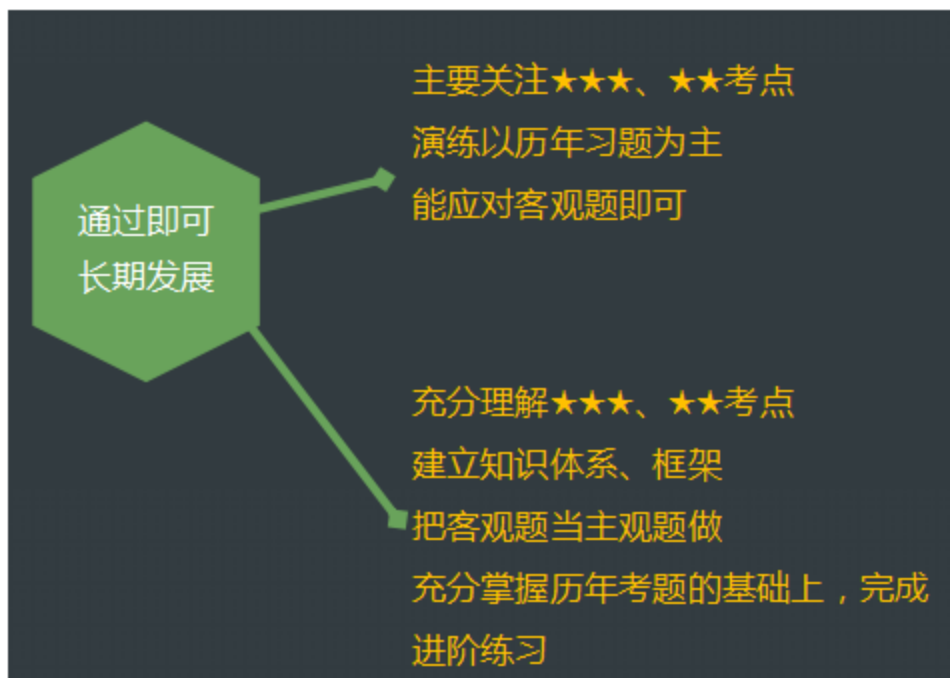 通过即可
长期发展
主要关注★★★、★★考点
演练以历年习题为主
能应对客观题即可
充分理解★★★、★★考点
建立知识体系、框架
把客观题当主观题做
充分掌握历年考题的基础上，完成
进阶练习